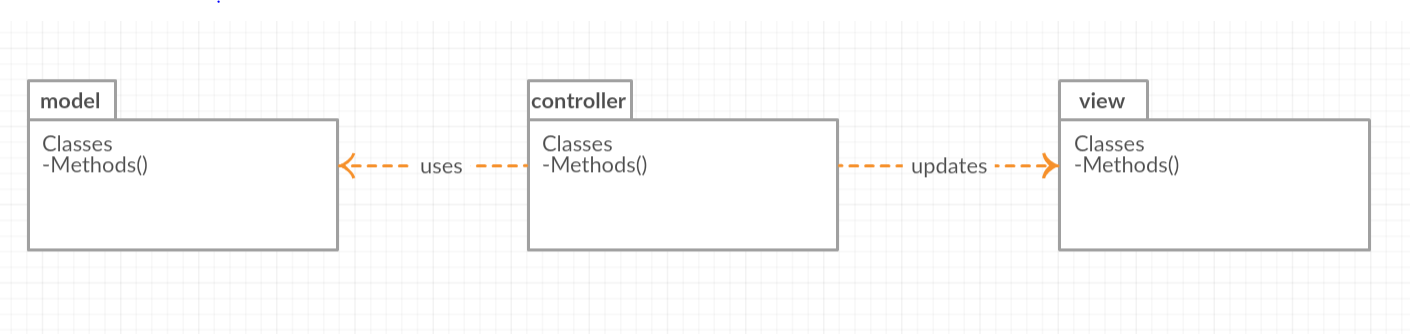 model
Classes
-Methods()
uses
controller
Classes
-Methods()
updates
view
Classes
-Methods()